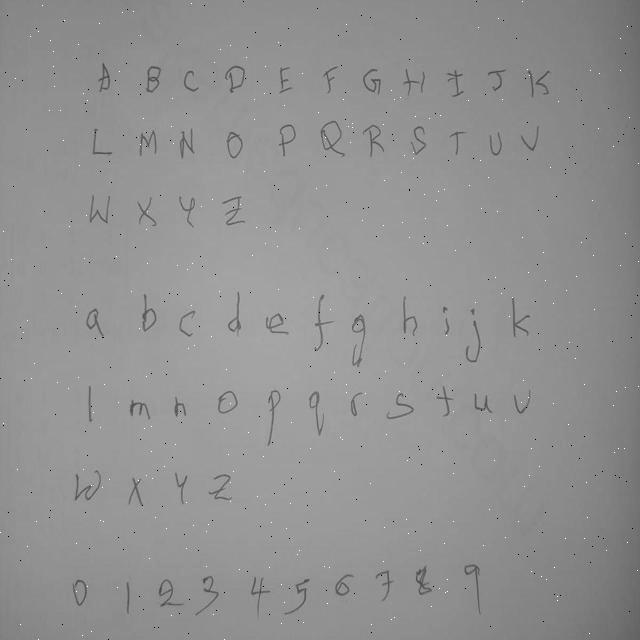 A B C D E F G H I J K
L M N O P Q R S T U V
W X Y Z
a b c d e f g h i j k
l m n o p q r s t u v
w x y z
0 1 2 3 4 5 6 7 8 9